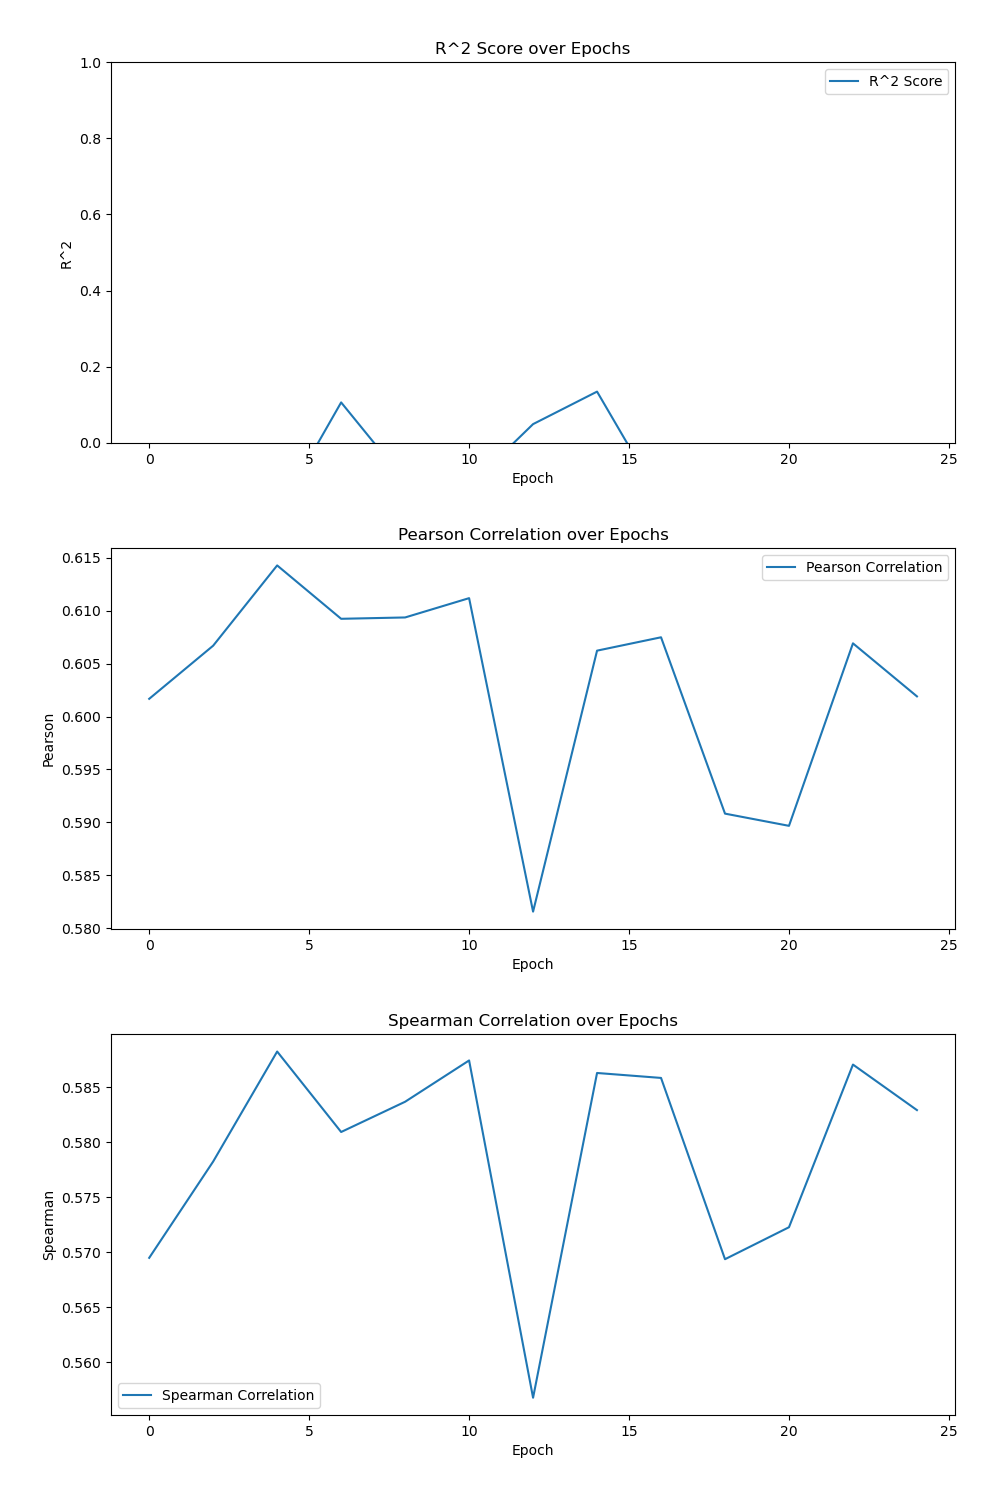 R^2 Score over Epochs
1.0
R^2 Score
0.8
0.6
R^2
0.4
0.2
0.0
0 5 10 15 20 25
Epoch
Pearson Correlation over Epochs
0.615
Pearson Correlation
0.610
0.605
0.600
Pearson
0.595
0.590
0.585
0.580
0 5 10 15 20 25
Epoch
Spearman Correlation over Epochs
0.585
0.580
0.575
Spearman
0.570
0.565
0.560
Spearman Correlation
0 5 10 15 20 25
Epoch